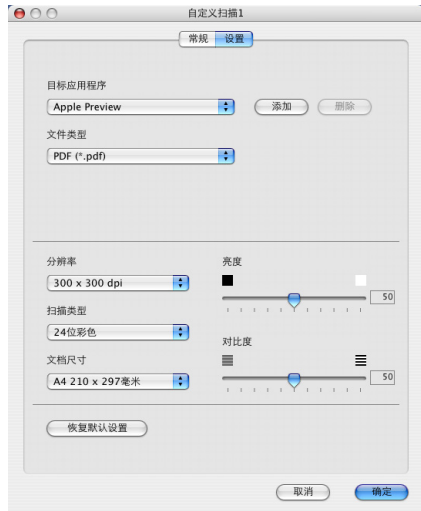 自定义扫描1
常规 设置
目标应用程序
Apple Preview 添加 删除
文件类型
PDF (*.pdf)
分辨率 亮度
300 x 300 dpi
50
扫描类型
24位彩色
对比度
文档尺寸
A4 210 x 297毫米 50
恢复默认设置
取消 确定